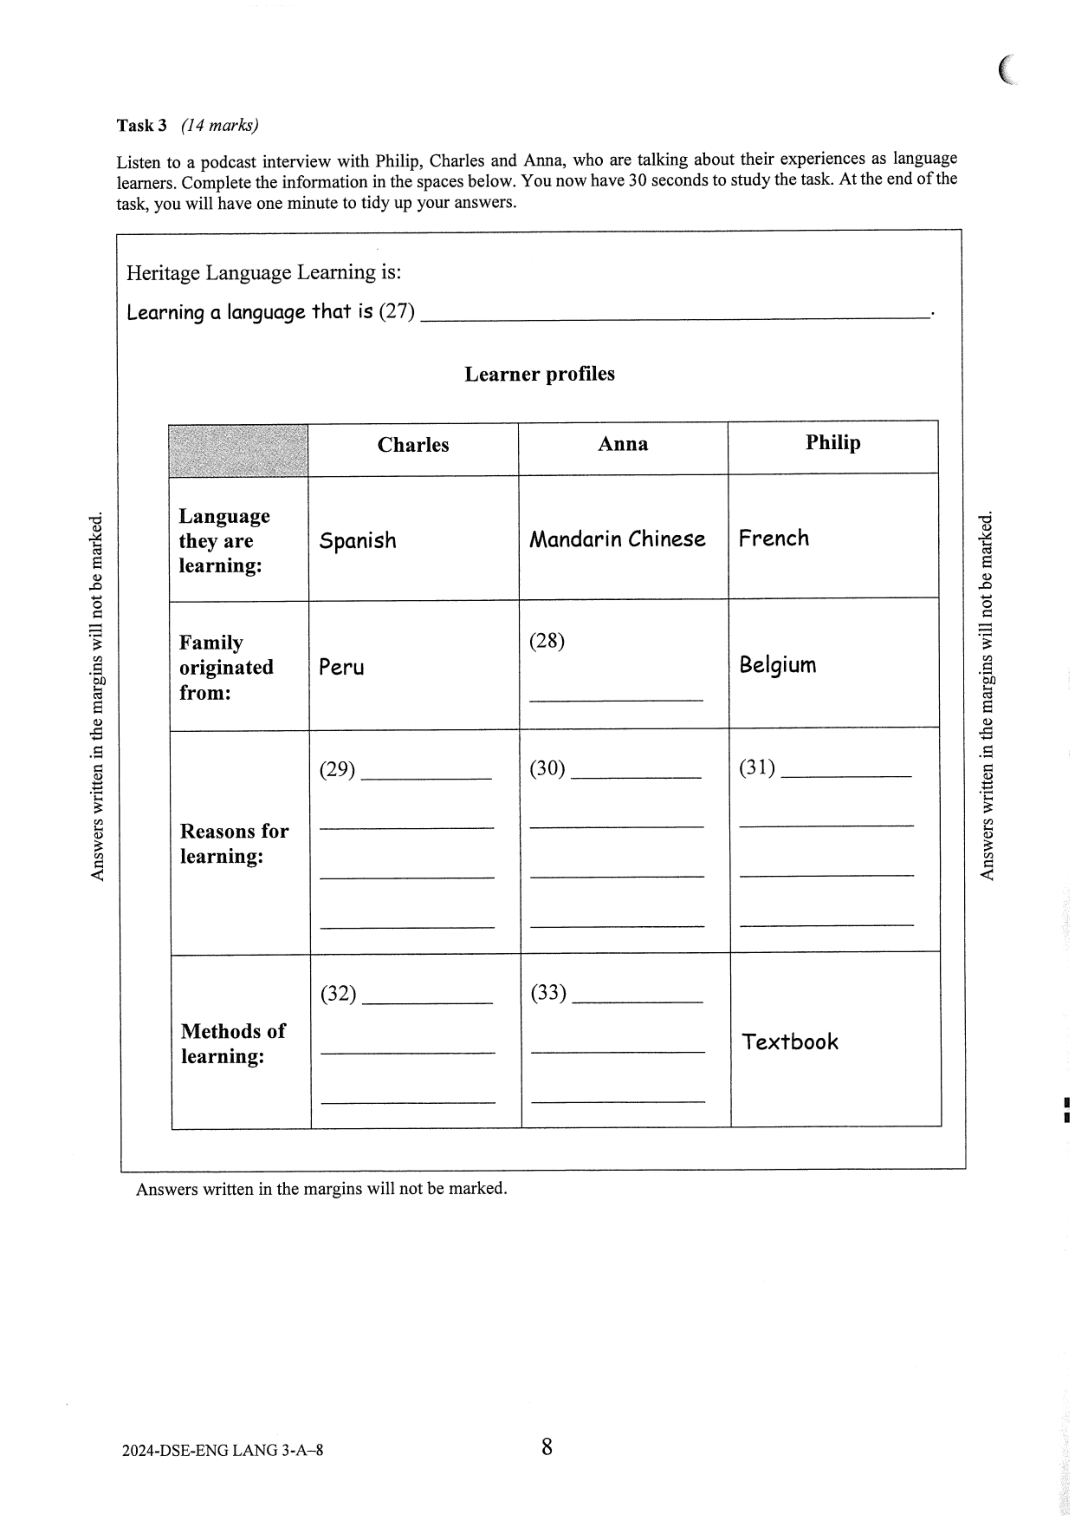 Task 3 (14 marks)
Listen to a podcast interview with Philip, Charles and Anna, who are talking about their experiences as language
learners. Complete the information in the spaces below. You now have 30 seconds to study the task. At the end of the
task, you will have one minute to tidy up your answers.
Heritage Language Learning is:
Learning a language that is (27) ______________________________.
Learner profiles
Charles Anna Philip
Language
they are
learning:
Spanish Mandarin Chinese French
Family
originated
from:
Peru
(28)
Belgium
Reasons for
learning:
(29)
(30)
(31)
Methods of
learning:
(32)
(33)
Textbook
Answers written in the margins will not be marked.
Answers written in the margins will not be marked.
Answers written in the margins will not be marked.
2024-DSE-ENG LANG 3-A–8
8